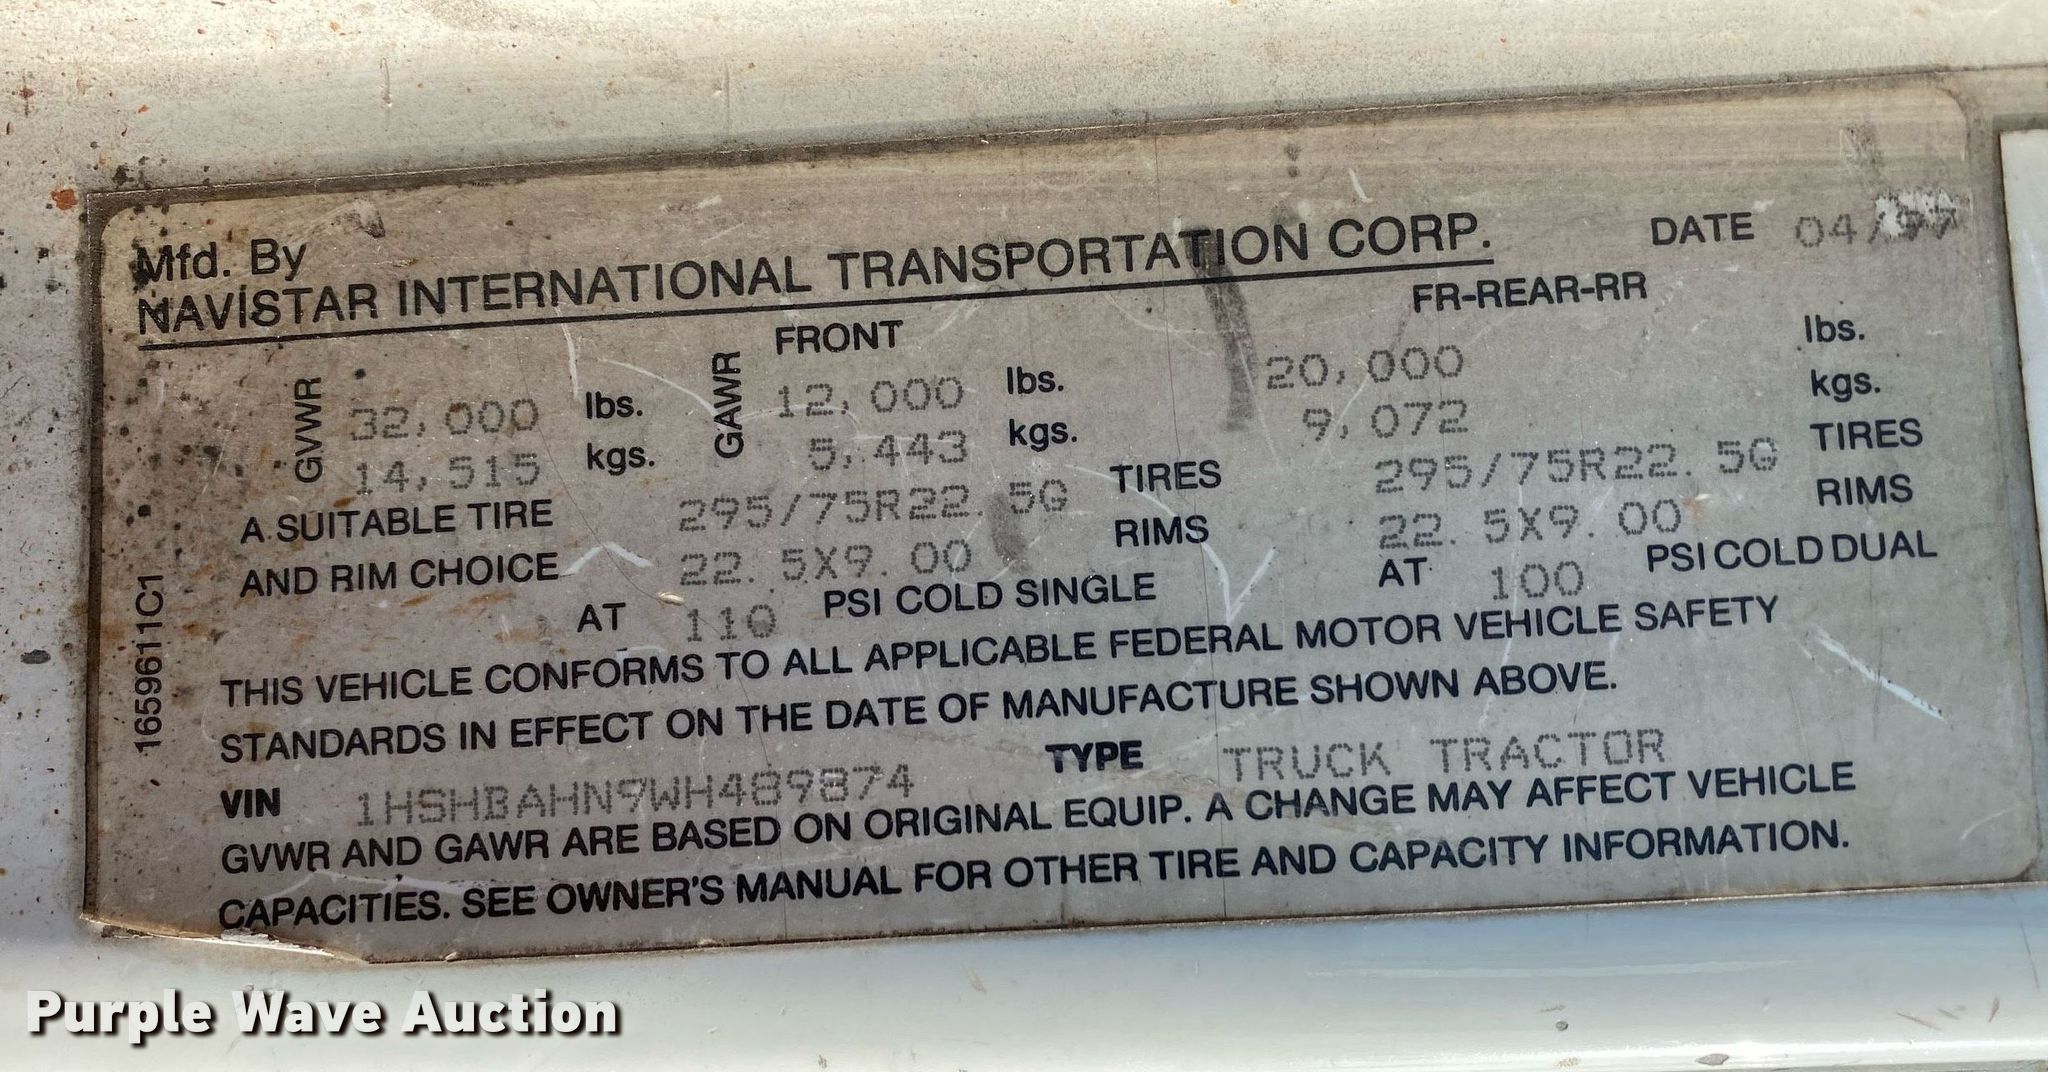 Mfd. By
NAVISTAR INTERNATIONAL TRANSPORTATION CORP. DATE 04/97
FRONT FR-REAR-RR
GVWR 32,000 lbs. GAWR 12,000 lbs. 20,000 lbs.
14,515 kgs. 5,443 kgs. 9,072 kgs.
A SUITABLE TIRE 295/75R22.5G TIRES 295/75R22.5G TIRES
AND RIM CHOICE 22.5X9.00 RIMS 22.5X9.00 RIMS
AT 110 PSI COLD SINGLE AT 100 PSI COLD DUAL
THIS VEHICLE CONFORMS TO ALL APPLICABLE FEDERAL MOTOR VEHICLE SAFETY
STANDARDS IN EFFECT ON THE DATE OF MANUFACTURE SHOWN ABOVE.
VIN 1HSHBAHN9WH489874 TYPE TRUCK TRACTOR
GVWR AND GAWR ARE BASED ON ORIGINAL EQUIP. A CHANGE MAY AFFECT VEHICLE
CAPACITIES. SEE OWNER'S MANUAL FOR OTHER TIRE AND CAPACITY INFORMATION.
1659611C1
Purple Wave Auction